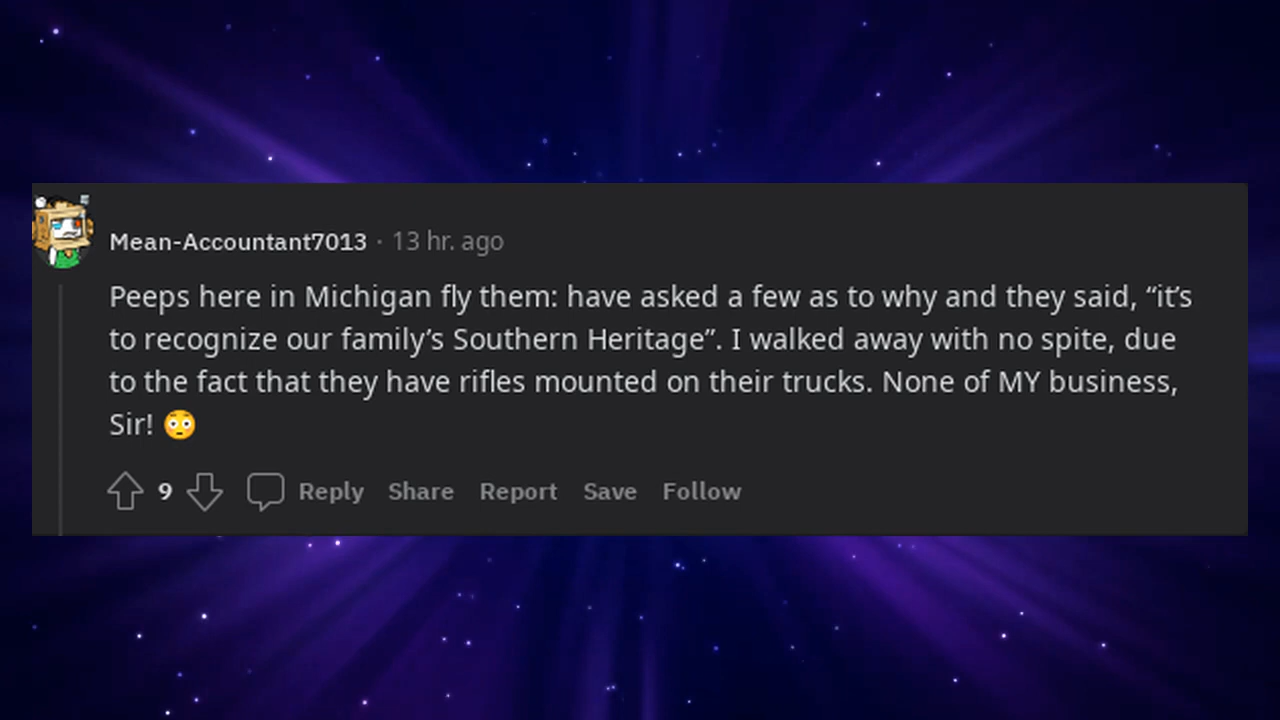 Mean-Accountant7013 · 13 hr. ago
Peeps here in Michigan fly them: have asked a few as to why and they said, “it’s
to recognize our family’s Southern Heritage”. I walked away with no spite, due
to the fact that they have rifles mounted on their trucks. None of MY business,
Sir! 😳
9 Reply Share Report Save Follow